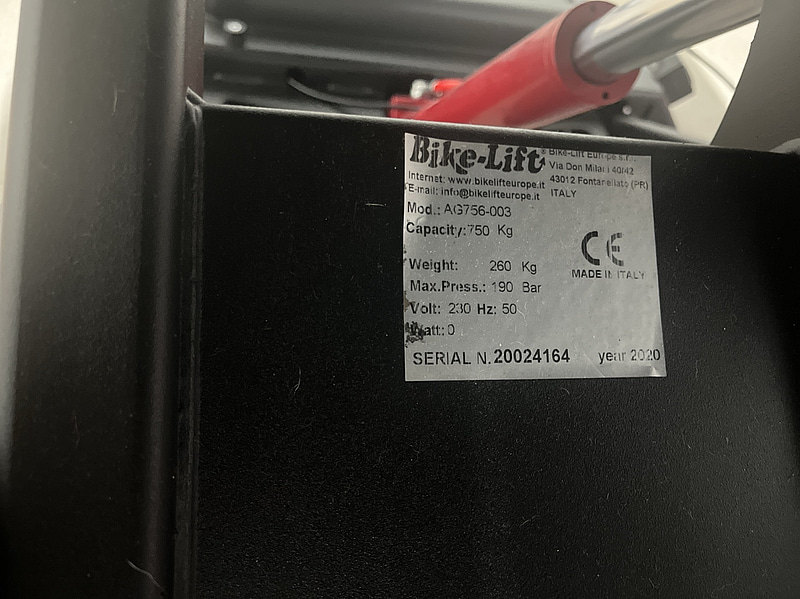 Bike-Lift® Bike-Lift Europe s.r.l.
Via Don Milani 40/42
43012 Fontanellato (PR)
ITALY
Internet: www.bikelifteurope.it
E-mail: info@bikelifteurope.it
Mod.: AG756-003
Capacity: 750 Kg
CE
MADE IN ITALY
Weight: 260 Kg
Max.Press.: 190 Bar
Volt: 230 Hz: 50
Watt: 0
SERIAL N. 20024164 year 2020